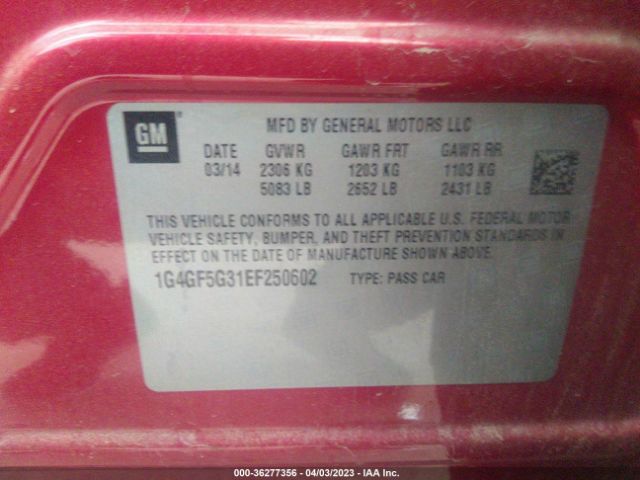 GM
MFD BY GENERAL MOTORS LLC
DATE GVWR GAWR FRT GAWR RR
03/14 2306 KG 1203 KG 1103 KG
5083 LB 2652 LB 2431 LB
THIS VEHICLE CONFORMS TO ALL APPLICABLE U.S. FEDERAL MOTOR
VEHICLE SAFETY, BUMPER, AND THEFT PREVENTION STANDARDS IN
EFFECT ON THE DATE OF MANUFACTURE SHOWN ABOVE.
1G4GF5G31EF250602 TYPE: PASS CAR
000-36277356 - 04/03/2023 - IAA Inc.